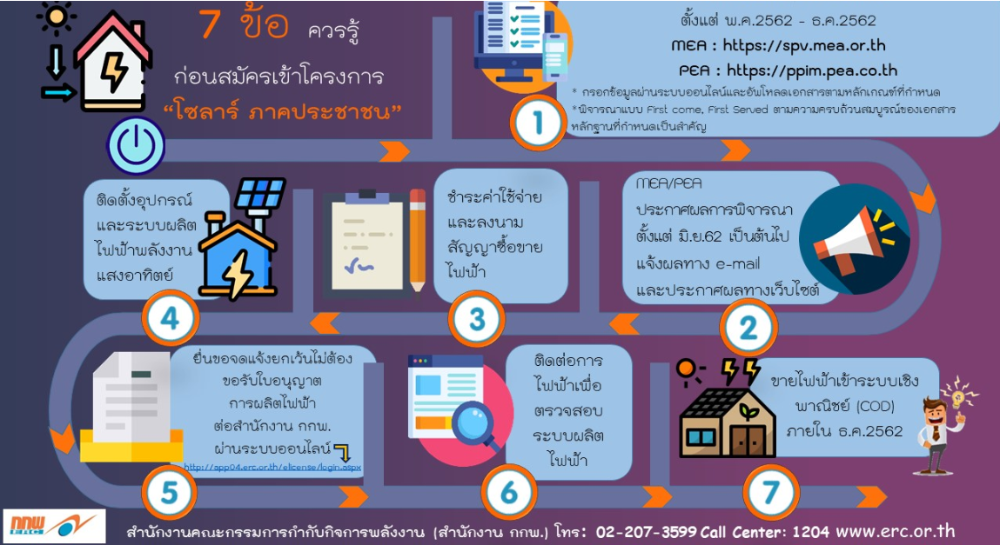 7 ข้อ ควรรู้
ก่อนสมัครเข้าโครงการ
“โซลาร์ ภาคประชาชน”
ตั้งแต่ พ.ค.2562 - ธ.ค.2562
MEA : https://spv.mea.or.th
PEA : https://ppim.pea.co.th
* กรอกข้อมูลผ่านระบบออนไลน์และอัพโหลดเอกสารตามหลักเกณฑ์ที่กำหนด
*พิจารณาแบบ First come, First Served ตามความครบถ้วนสมบูรณ์ของเอกสาร
หลักฐานที่กำหนดเป็นสำคัญ
1
MEA/PEA
ประกาศผลการพิจารณา
ตั้งแต่ มิ.ย.62 เป็นต้นไป
แจ้งผลทาง e-mail
และประกาศผลทางเว็บไซต์
2
ชำระค่าใช้จ่าย
และลงนาม
สัญญาซื้อขาย
ไฟฟ้า
3
ติดตั้งอุปกรณ์
และระบบผลิต
ไฟฟ้าพลังงาน
แสงอาทิตย์
4
ยื่นขอจดแจ้งยกเว้นไม่ต้อง
ขอรับใบอนุญาต
การผลิตไฟฟ้า
ต่อสำนักงาน กกพ.
ผ่านระบบออนไลน์
http://app04.erc.or.th/elicense/login.aspx
5
ติดต่อการ
ไฟฟ้าเพื่อ
ตรวจสอบ
ระบบผลิต
ไฟฟ้า
6
ขายไฟฟ้าเข้าระบบเชิง
พาณิชย์ (COD)
ภายใน ธ.ค.2562
7
กกพ
ERC
สำนักงานคณะกรรมการกำกับกิจการพลังงาน (สำนักงาน กกพ.) โทร: 02-207-3599 Call Center: 1204 www.erc.or.th